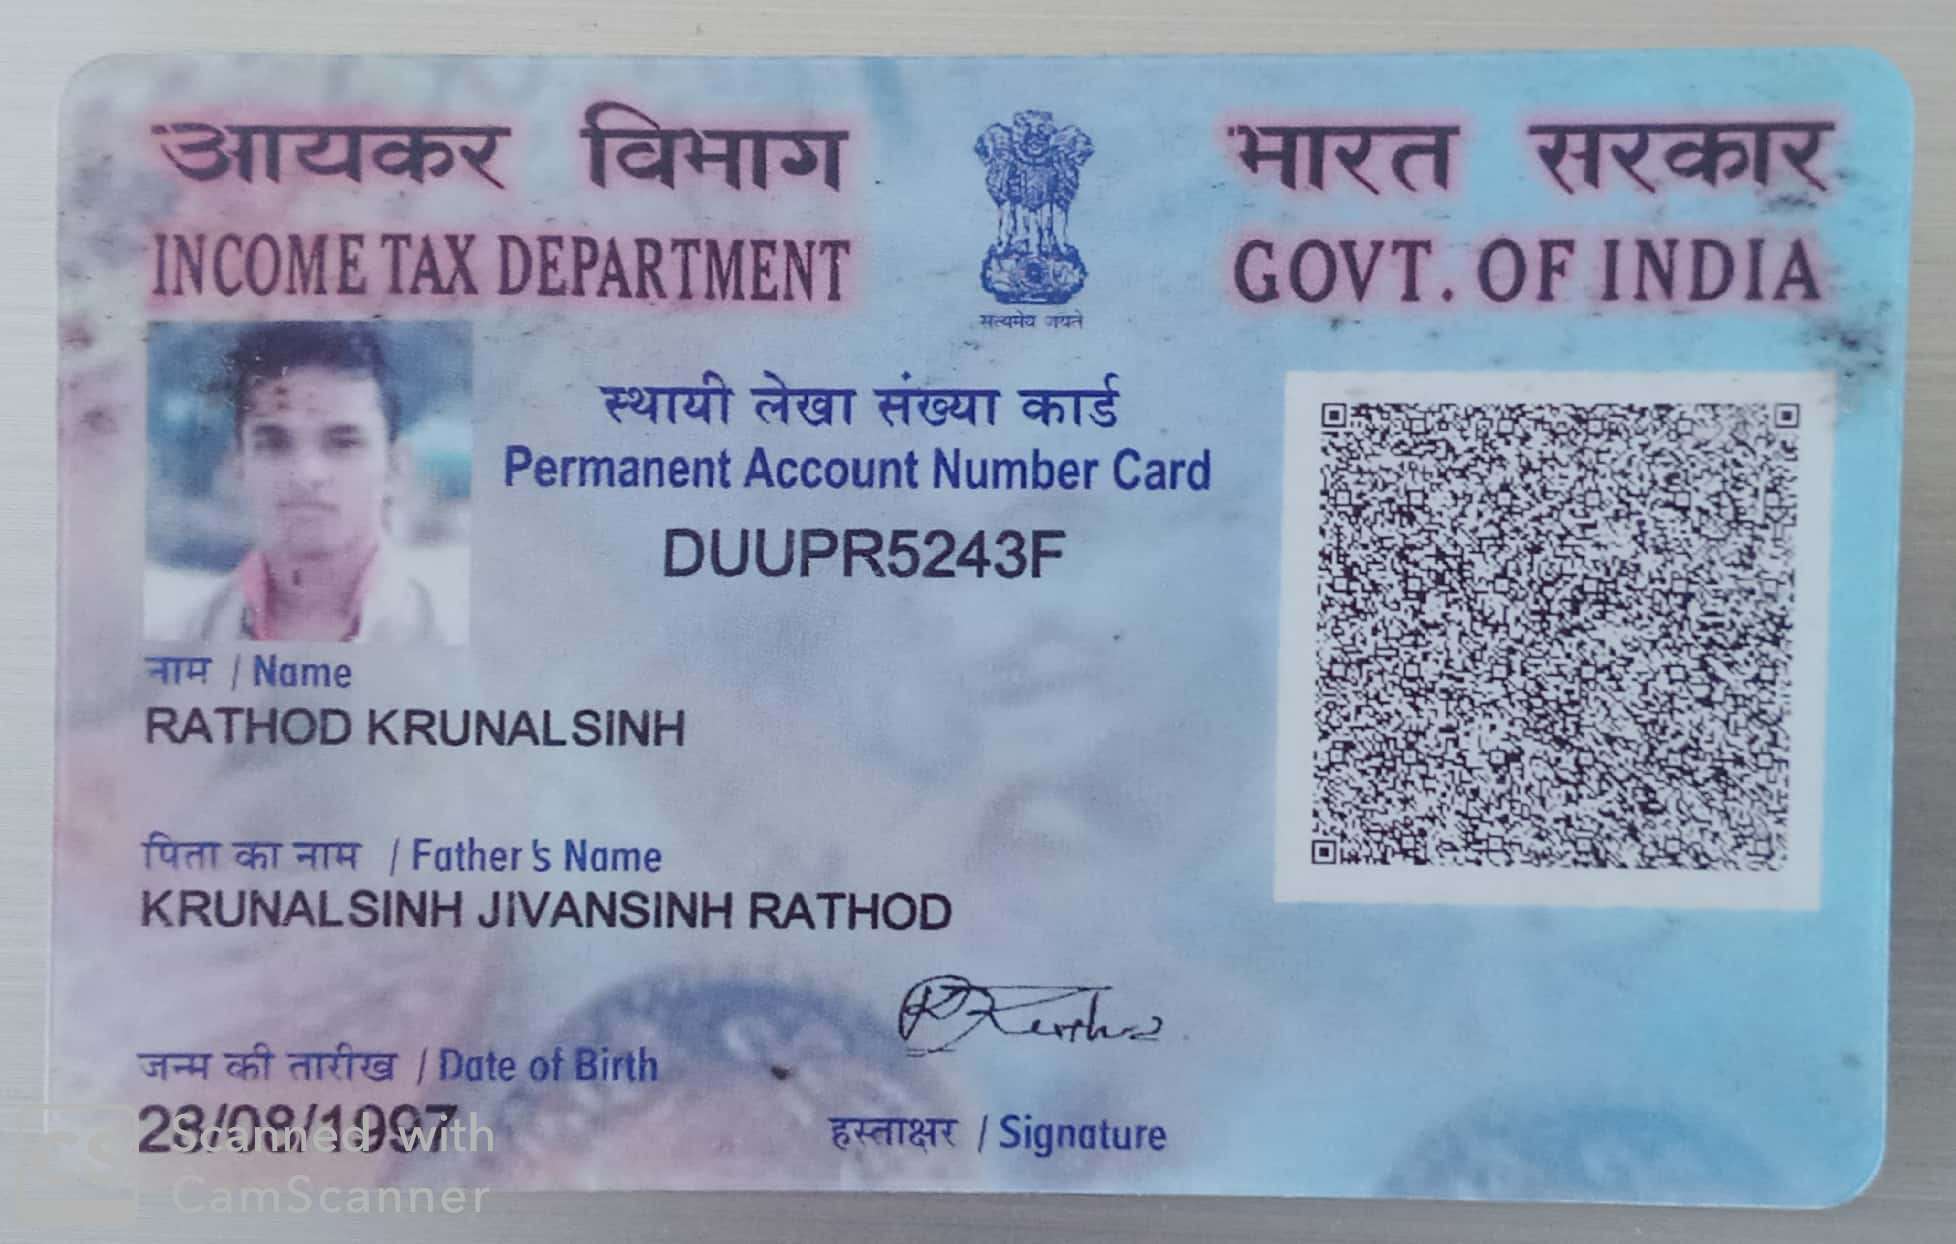 आयकर विभाग
INCOME TAX DEPARTMENT
भारत सरकार
GOVT. OF INDIA
सत्यमेव जयते
स्थायी लेखा संख्या कार्ड
Permanent Account Number Card
DUUPR5243F
नाम / Name
RATHOD KRUNALSINH
पिता का नाम / Father's Name
KRUNALSINH JIVANSINH RATHOD
जन्म की तारीख / Date of Birth
23/08/1997
हस्ताक्षर / Signature
CS
Scanned with
CamScanner